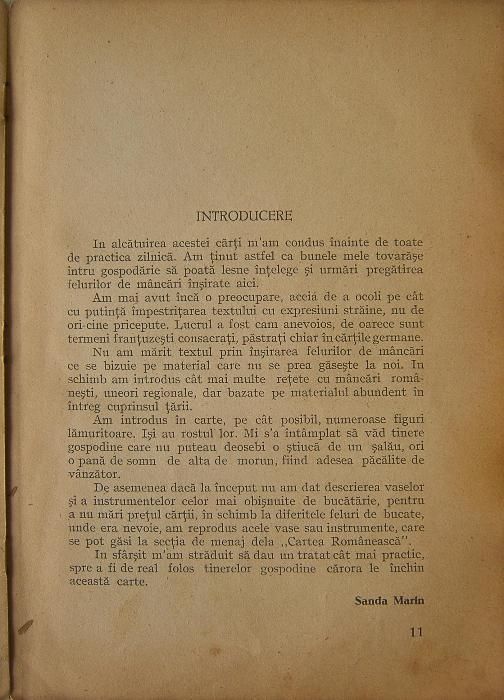 INTRODUCERE
In alcătuirea acestei cărţi m'am condus înainte de toate
de practica zilnică. Am ţinut astfel ca bunele mele tovarăşe
întru gospodărie să poată lesne înţelege şi urmări pregătirea
felurilor de mâncări înşirate aici.
Am mai avut încă o preocupare, aceiă de a ocoli pe cât
cu putinţă împestriţarea textului cu expresiuni străine, nu de
ori-cine pricepute. Lucrul a fost cam anevoios, de oarece sunt
termeni franţuzeşti consacraţi, păstraţi chiar în cărţile germane.
Nu am mărit textul prin înşirarea felurilor de mâncări
ce se bizuie pe material care nu se prea găseşte la noi. In
schimb am introdus cât mai multe reţete cu mâncări româ-
neşti, uneori regionale, dar bazate pe materialul abundent în
întreg cuprinsul ţării.
Am introdus în carte, pe cât posibil, numeroase figuri
lămuritoare. Işi au rostul lor. Mi s'a întâmplat să văd tinere
gospodine care nu puteau deosebi o ştiucă de un şalău, ori
o pană de somn de alta de morun, fiind adesea păcălite de
vânzător.
De asemenea dacă la început nu am dat descrierea vaselor
şi a instrumentelor celor mai obişnuite de bucătărie, pentru
a nu mări preţul cărţii, în schimb la diferitele feluri de bucate,
unde era nevoie, am reprodus acele vase sau instrumente, care
se pot găsi la secţia de menaj dela ,,Cartea Românească".
In sfârşit m'am străduit să dau un tratat cât mai practic,
spre a fi de real folos tinerelor gospodine cărora le închin
această carte.
Sanda Marin
11